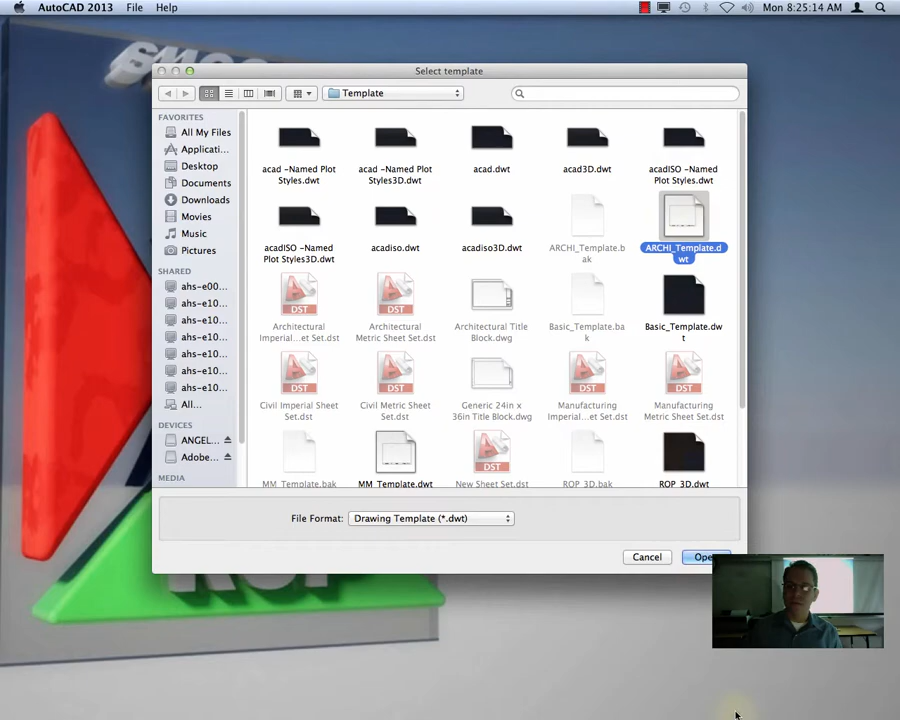 AutoCAD 2013 File Help Mon 8:25:14 AM
Select template
Template
FAVORITES
All My Files
Applicati...
Desktop
Documents
Downloads
Movies
Music
Pictures
SHARED
ahs-e00...
ahs-e10...
ahs-e10...
ahs-e10...
ahs-e10...
ahs-e10...
ahs-e10...
All...
DEVICES
ANGEL...
Adobe...
MEDIA
acad -Named Plot
Styles.dwt
acad -Named Plot
Styles3D.dwt
acad.dwt
acad3D.dwt
acadISO -Named
Plot Styles.dwt
acadISO -Named
Plot Styles3D.dwt
acadiso.dwt
acadiso3D.dwt
ARCHI_Template.b
ak
ARCHI_Template.d
wt
DST
Architectural
Imperial...et Set.dst
DST
Architectural
Metric Sheet Set.dst
Architectural Title
Block.dwg
Basic_Template.ba
k
Basic_Template.dw
t
DST
Civil Imperial Sheet
Set.dst
DST
Civil Metric Sheet
Set.dst
Generic 24in x
36in Title Block.dwg
DST
Manufacturing
Imperial...et Set.dst
DST
Manufacturing
Metric Sheet Set.dst
MM_Template.bak
MM_Template.dwt
DST
New Sheet Set.dst
ROP_3D.bak
ROP_3D.dwt
File Format: Drawing Template (*.dwt)
Cancel
Ope
ROP